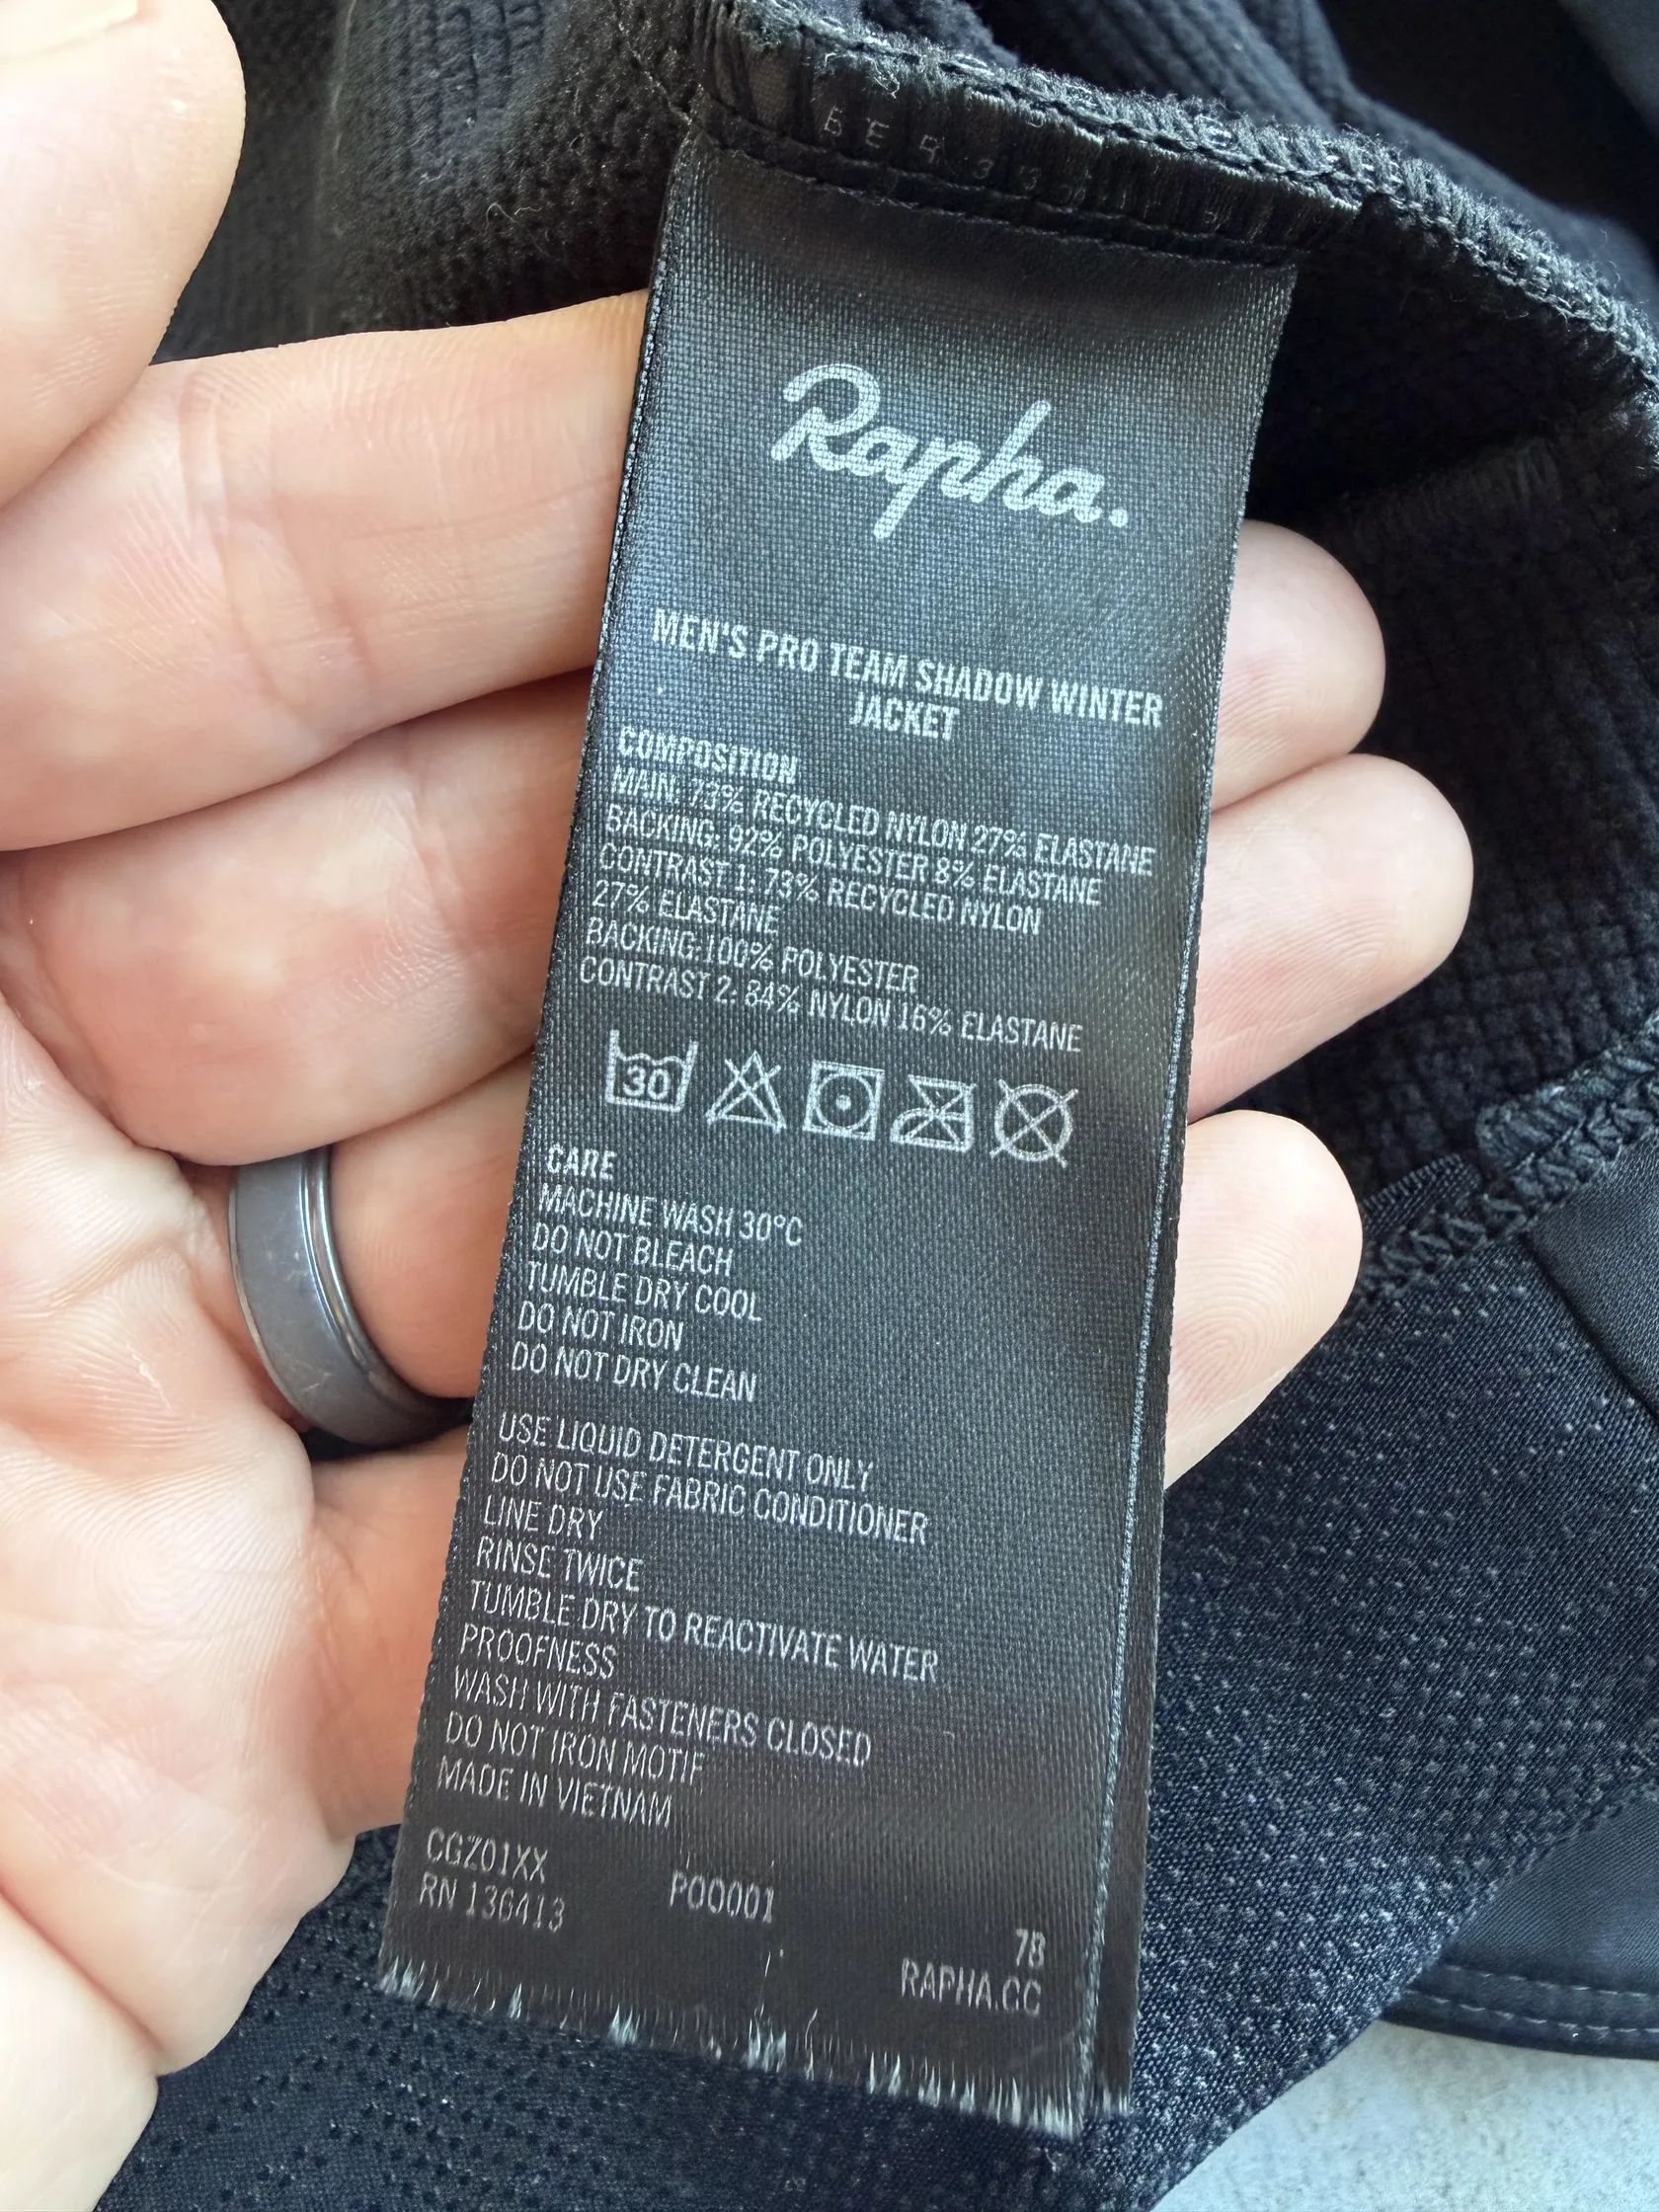 Rapha.
MEN'S PRO TEAM SHADOW WINTER
JACKET
COMPOSITION
MAIN: 73% RECYCLED NYLON 27% ELASTANE
BACKING: 92% POLYESTER 8% ELASTANE
CONTRAST 1: 73% RECYCLED NYLON
27% ELASTANE
BACKING:100% POLYESTER
CONTRAST 2: 84% NYLON 16% ELASTANE
30
CARE
MACHINE WASH 30°C
DO NOT BLEACH
TUMBLE DRY COOL
DO NOT IRON
DO NOT DRY CLEAN
USE LIQUID DETERGENT ONLY
DO NOT USE FABRIC CONDITIONER
LINE DRY
RINSE TWICE
TUMBLE DRY TO REACTIVATE WATER
PROOFNESS
WASH WITH FASTENERS CLOSED
DO NOT IRON MOTIF
MADE IN VIETNAM
CGZ01XX
RN 136413 P00001
78
RAPHA.CC